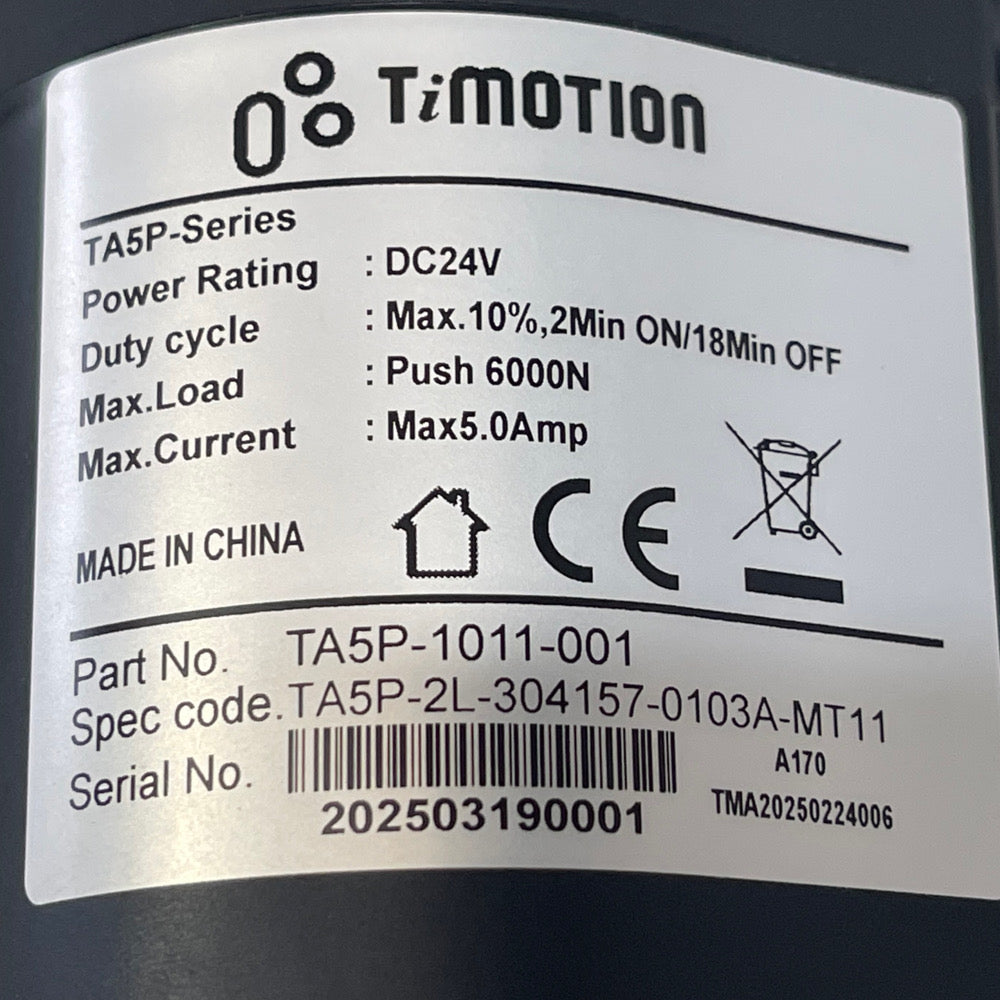 TiMOTION
TA5P-Series
Power Rating : DC24V
Duty cycle : Max.10%,2Min ON/18Min OFF
Max.Load : Push 6000N
Max.Current : Max5.0Amp
MADE IN CHINA CE
Part No. TA5P-1011-001
Spec code. TA5P-2L-304157-0103A-MT11
A170
Serial No. 202503190001
TMA20250224006